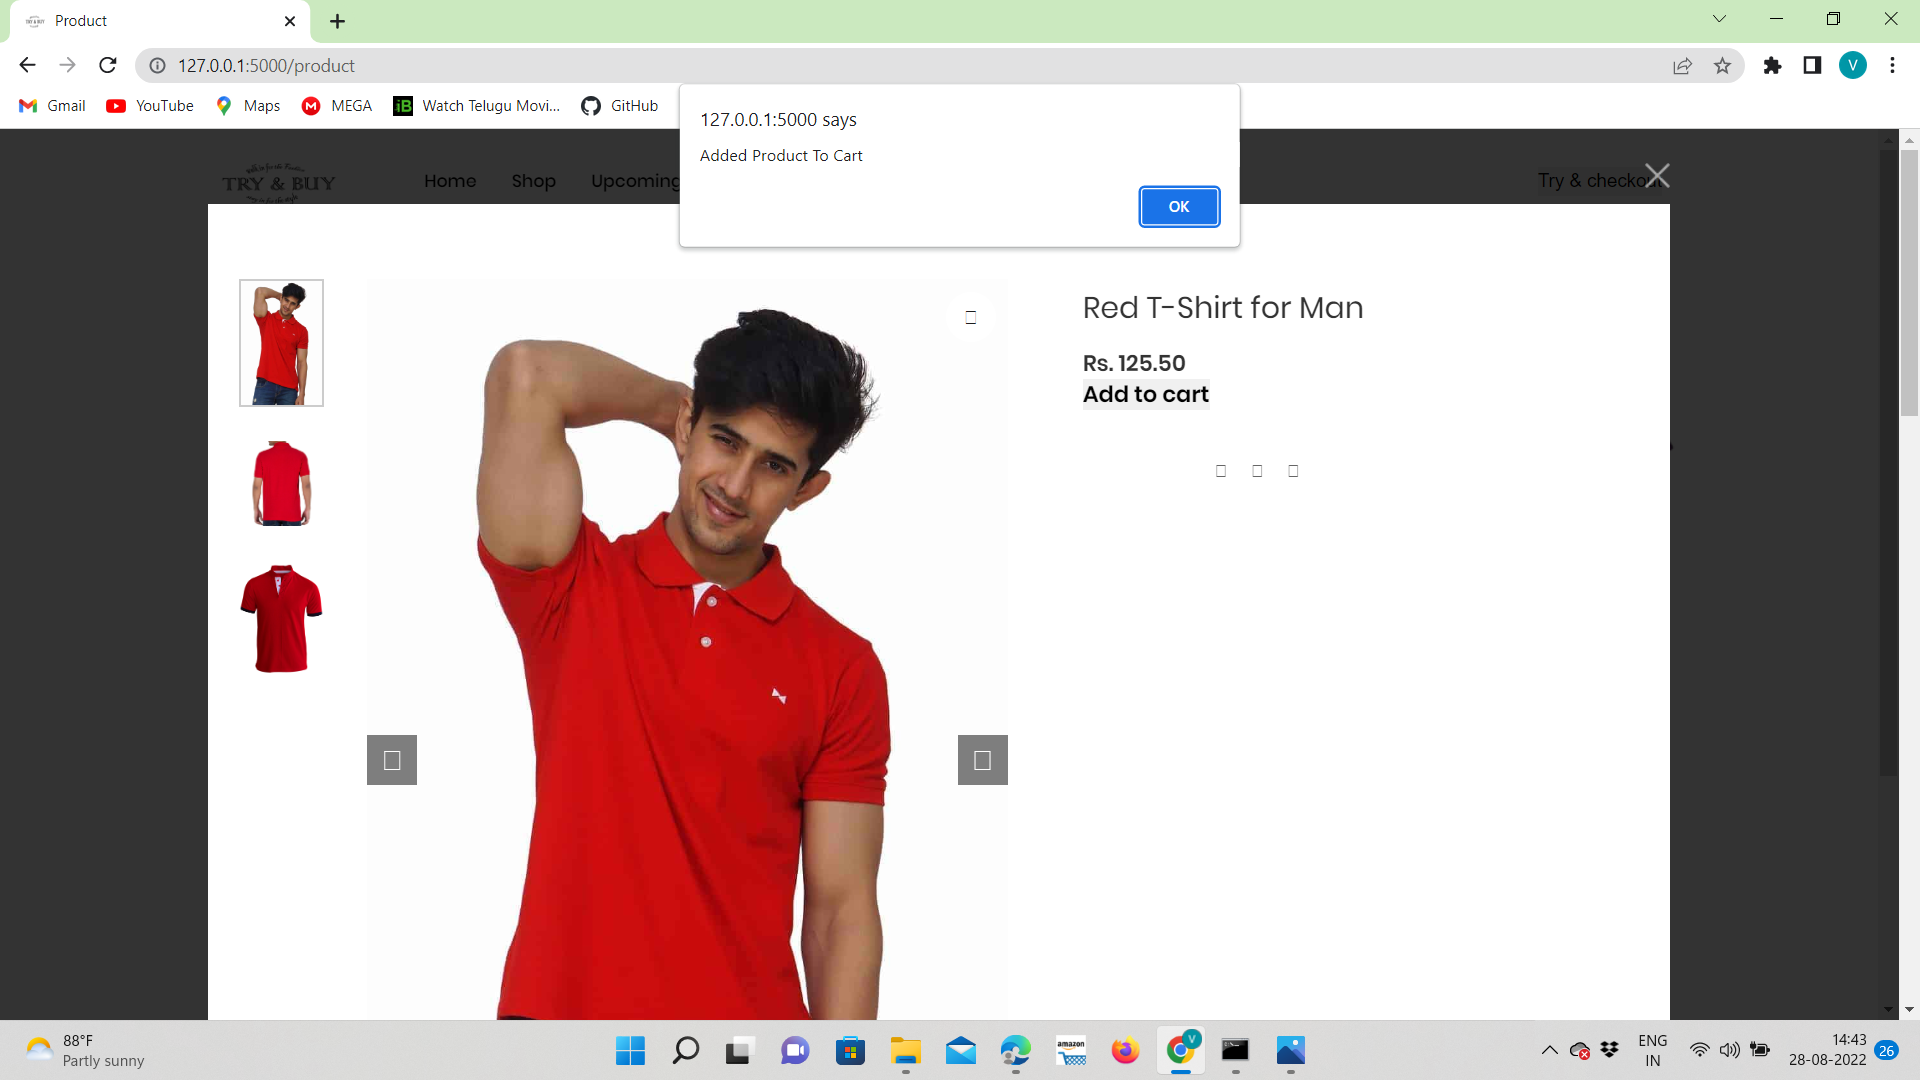 Product
127.0.0.1:5000/product
V
Gmail
YouTube
Maps
MEGA
Watch Telugu Movi...
GitHub
127.0.0.1:5000 says
Added Product To Cart
OK
TRY & BUY
Home
Shop
Upcoming
Try & checkout
Red T-Shirt for Man
Rs. 125.50
Add to cart
88°F
Partly sunny
amazon
V
ENG
IN
14:43
28-08-2022
26